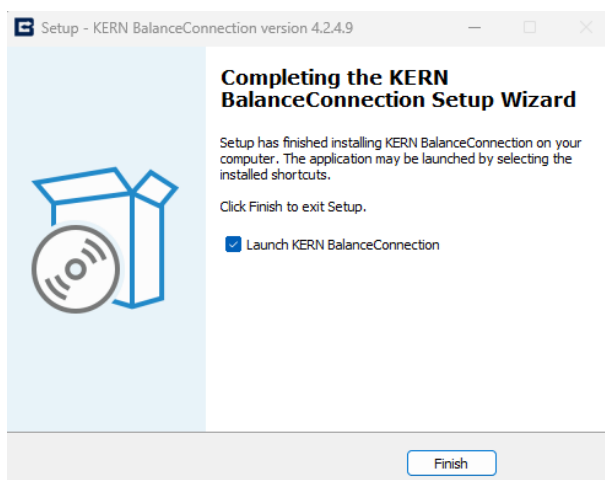 Setup - KERN BalanceConnection version 4.2.4.9
Completing the KERN
BalanceConnection Setup Wizard
Setup has finished installing KERN BalanceConnection on your
computer. The application may be launched by selecting the
installed shortcuts.
Click Finish to exit Setup.
Launch KERN BalanceConnection
Finish